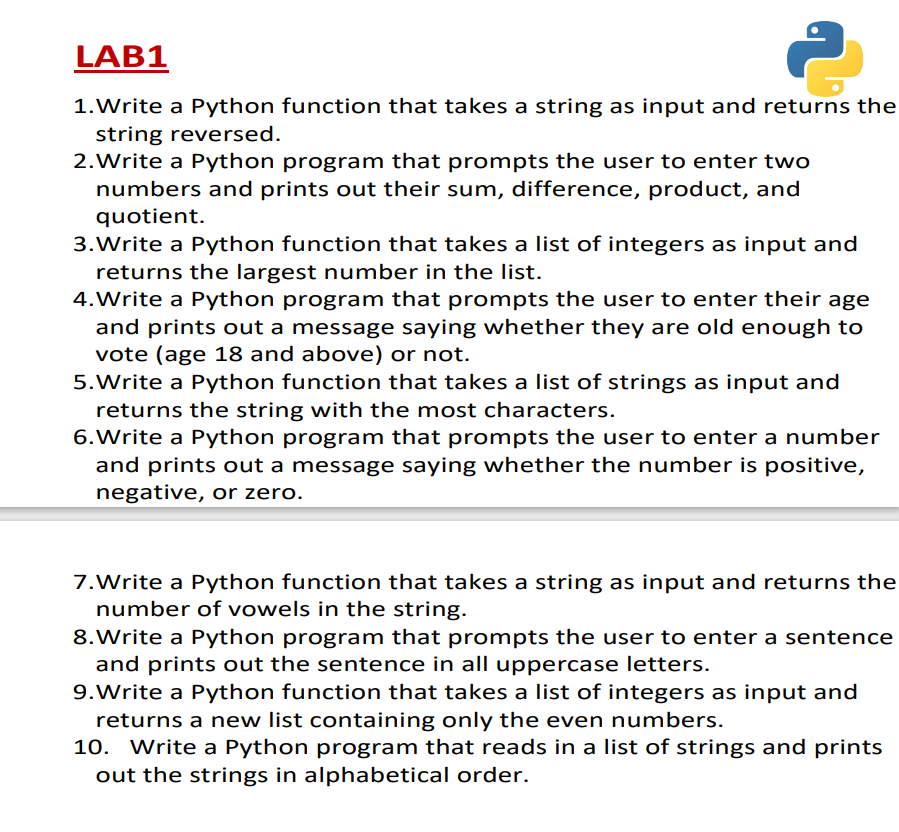 LAB1
1.Write a Python function that takes a string as input and returns the
string reversed.
2.Write a Python program that prompts the user to enter two
numbers and prints out their sum, difference, product, and
quotient.
3.Write a Python function that takes a list of integers as input and
returns the largest number in the list.
4.Write a Python program that prompts the user to enter their age
and prints out a message saying whether they are old enough to
vote (age 18 and above) or not.
5.Write a Python function that takes a list of strings as input and
returns the string with the most characters.
6.Write a Python program that prompts the user to enter a number
and prints out a message saying whether the number is positive,
negative, or zero.
7.Write a Python function that takes a string as input and returns the
number of vowels in the string.
8.Write a Python program that prompts the user to enter a sentence
and prints out the sentence in all uppercase letters.
9.Write a Python function that takes a list of integers as input and
returns a new list containing only the even numbers.
10. Write a Python program that reads in a list of strings and prints
out the strings in alphabetical order.